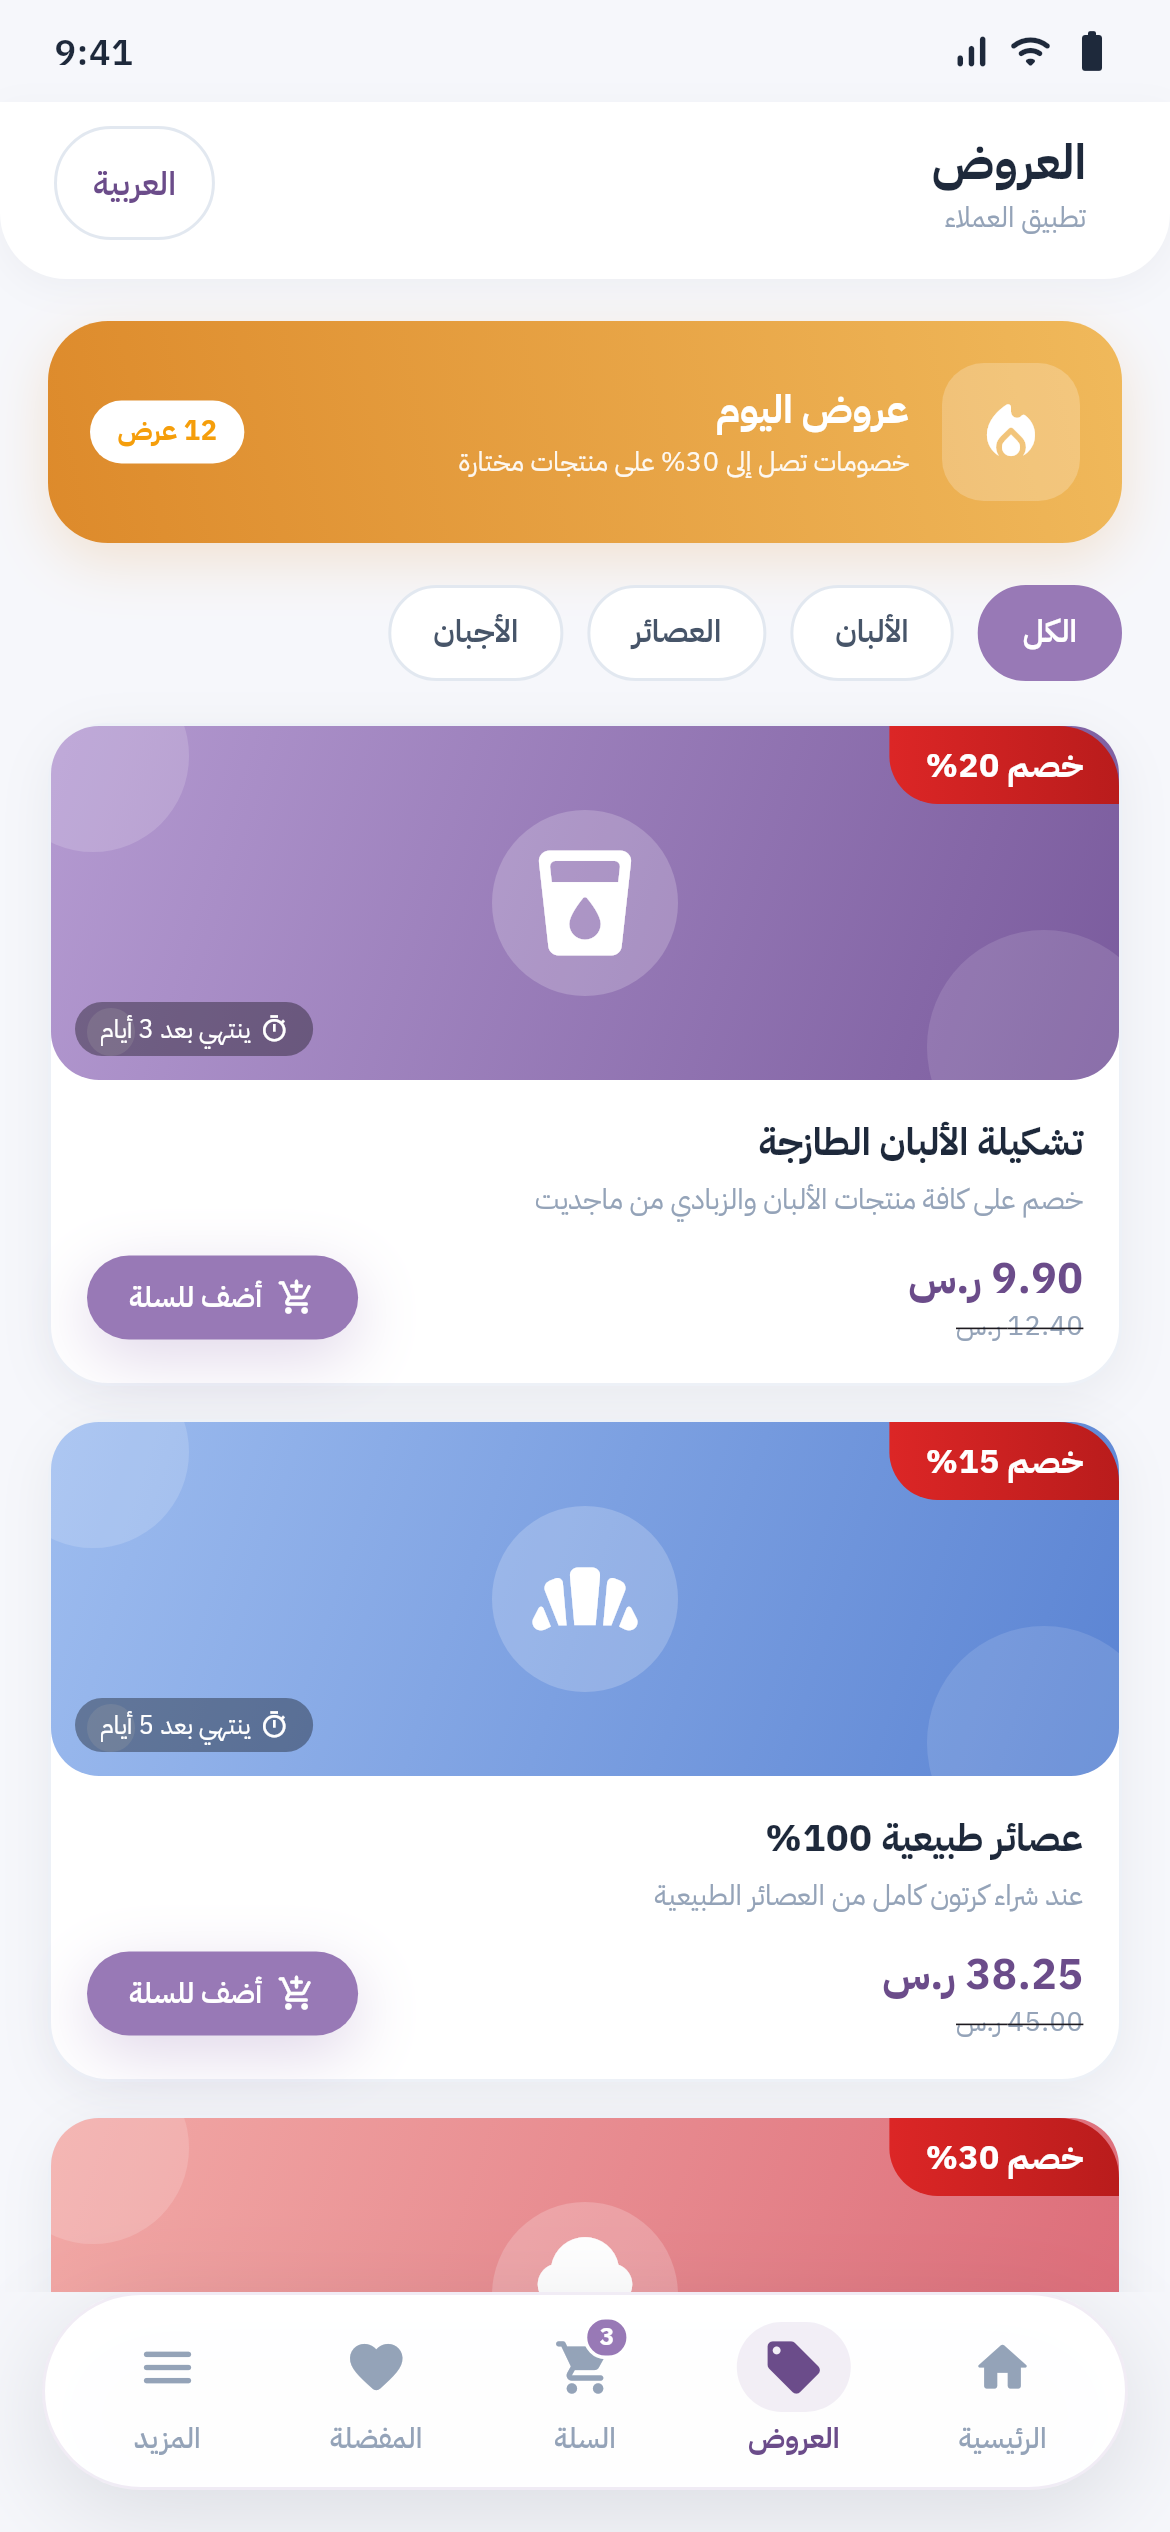 9:41
العروض
تطبيق العملاء
العربية
عروض اليوم
خصومات تصل إلى 30% على منتجات مختارة
12 عرض
الكل
الألبان
العصائر
الأجبان
خصم 20%
ينتهي بعد 3 أيام
تشكيلة الألبان الطازجة
خصم على كافة منتجات الألبان والزبادي من ماجديت
9.90 ر.س
12.40 ر.س
أضف للسلة
خصم 15%
ينتهي بعد 5 أيام
عصائر طبيعية 100%
عند شراء كرتون كامل من العصائر الطبيعية
38.25 ر.س
45.00 ر.س
أضف للسلة
خصم 30%
الرئيسية
العروض
3
السلة
المفضلة
المزيد